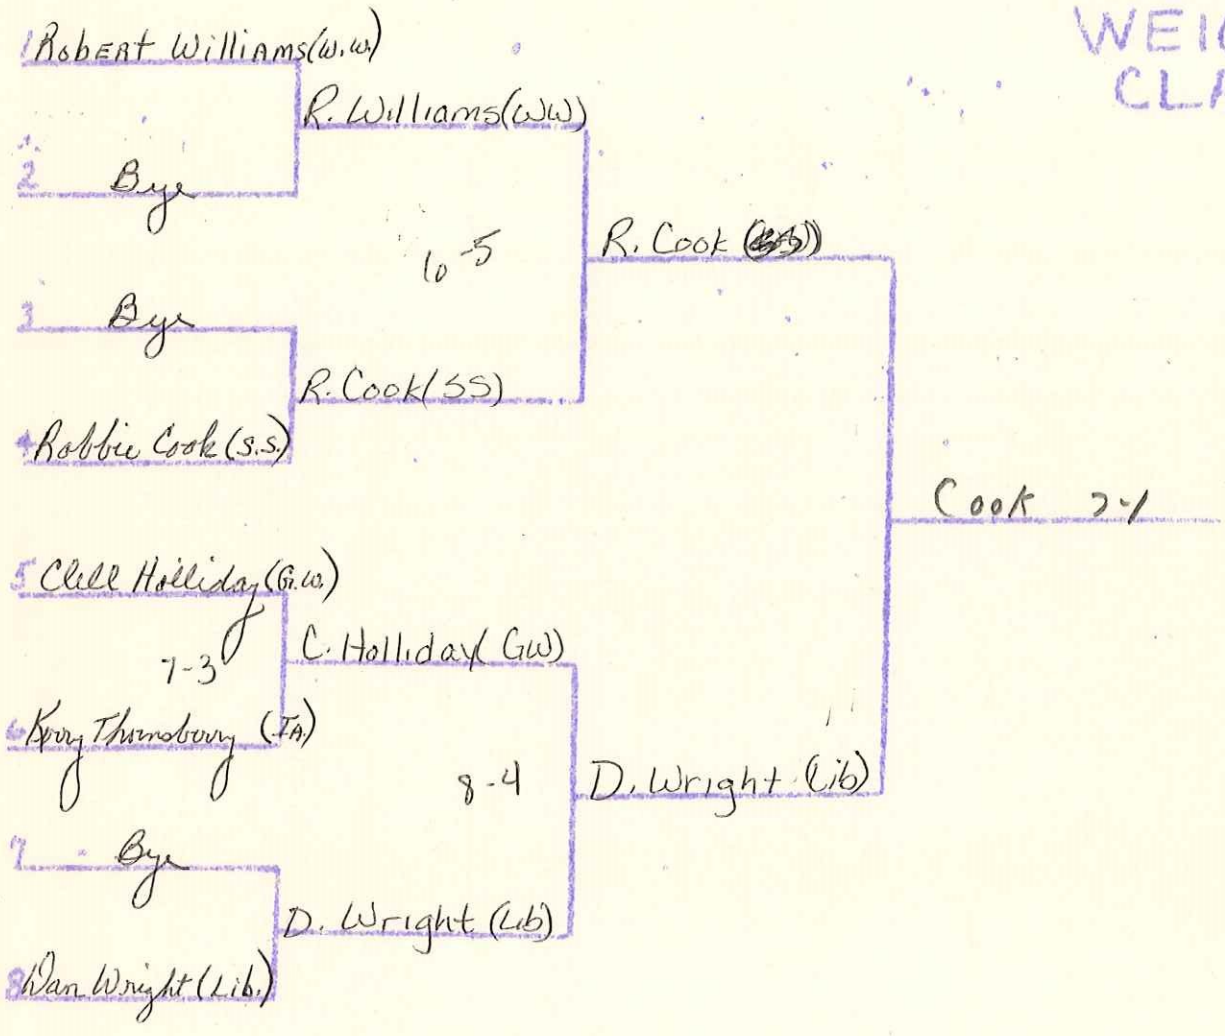 WEIG
CLA
1 Robert Williams (W.W.)
R. Williams (WW)
2 Bye
10-5
R. Cook
3 Bye
R. Cook (SS)
4 Robbie Cook (S.S.)
Cook
5 Clell Holliday (G.W.)
7-3
C. Holliday (GW)
6 Thornsberry
8-4
D. Wright (Lib)
7 Bye
D. Wright (Lib)
8 Dan Wright (Lib.)